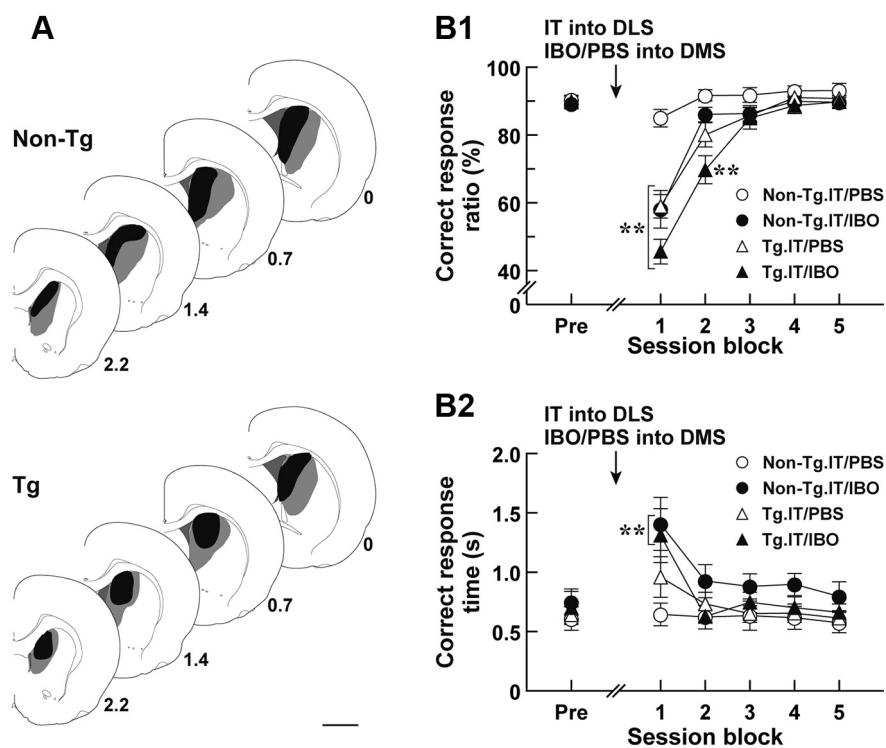 A
Non-Tg
0
0.7
1.4
2.2
Tg
0
0.7
1.4
2.2
B1
IT into DLS
IBO/PBS into DMS
Correct response
ratio (%)
100
80
60
40
0
**
**
Non-Tg.IT/PBS
Non-Tg.IT/IBO
Tg.IT/PBS
Tg.IT/IBO
Pre 1 2 3 4 5
Session block
B2
IT into DLS
IBO/PBS into DMS
Correct response
time (s)
2.0
1.5
1.0
0.5
0
**
Non-Tg.IT/PBS
Non-Tg.IT/IBO
Tg.IT/PBS
Tg.IT/IBO
Pre 1 2 3 4 5
Session block